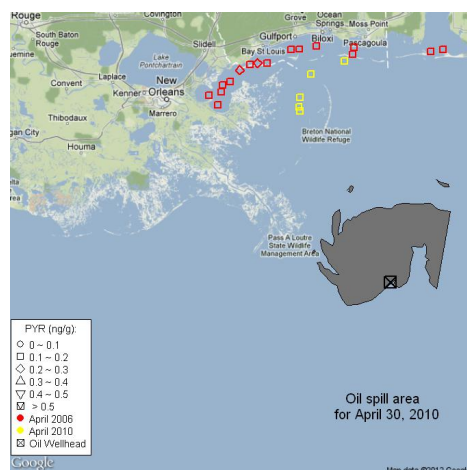 Rouge
Covington
Grove
Ocean
Springs
Moss Point
South Baton
Rouge
Slidell
Gulfport
Biloxi
Pascagoula
Lake
Pontchartrain
Bay St Louis
Laplace
Convent
Kenner
New
Orleans
Marrero
Thibodaux
gan City
Houma
Breton National
Wildlife Refuge
Pass A Loutre
State Wildlife
Management Area
PYR (ng/g):
0 ~ 0.1
0.1 ~ 0.2
0.2 ~ 0.3
0.3 ~ 0.4
0.4 ~ 0.5
> 0.5
April 2006
April 2010
Oil Wellhead
Oil spill area
for April 30, 2010
Google